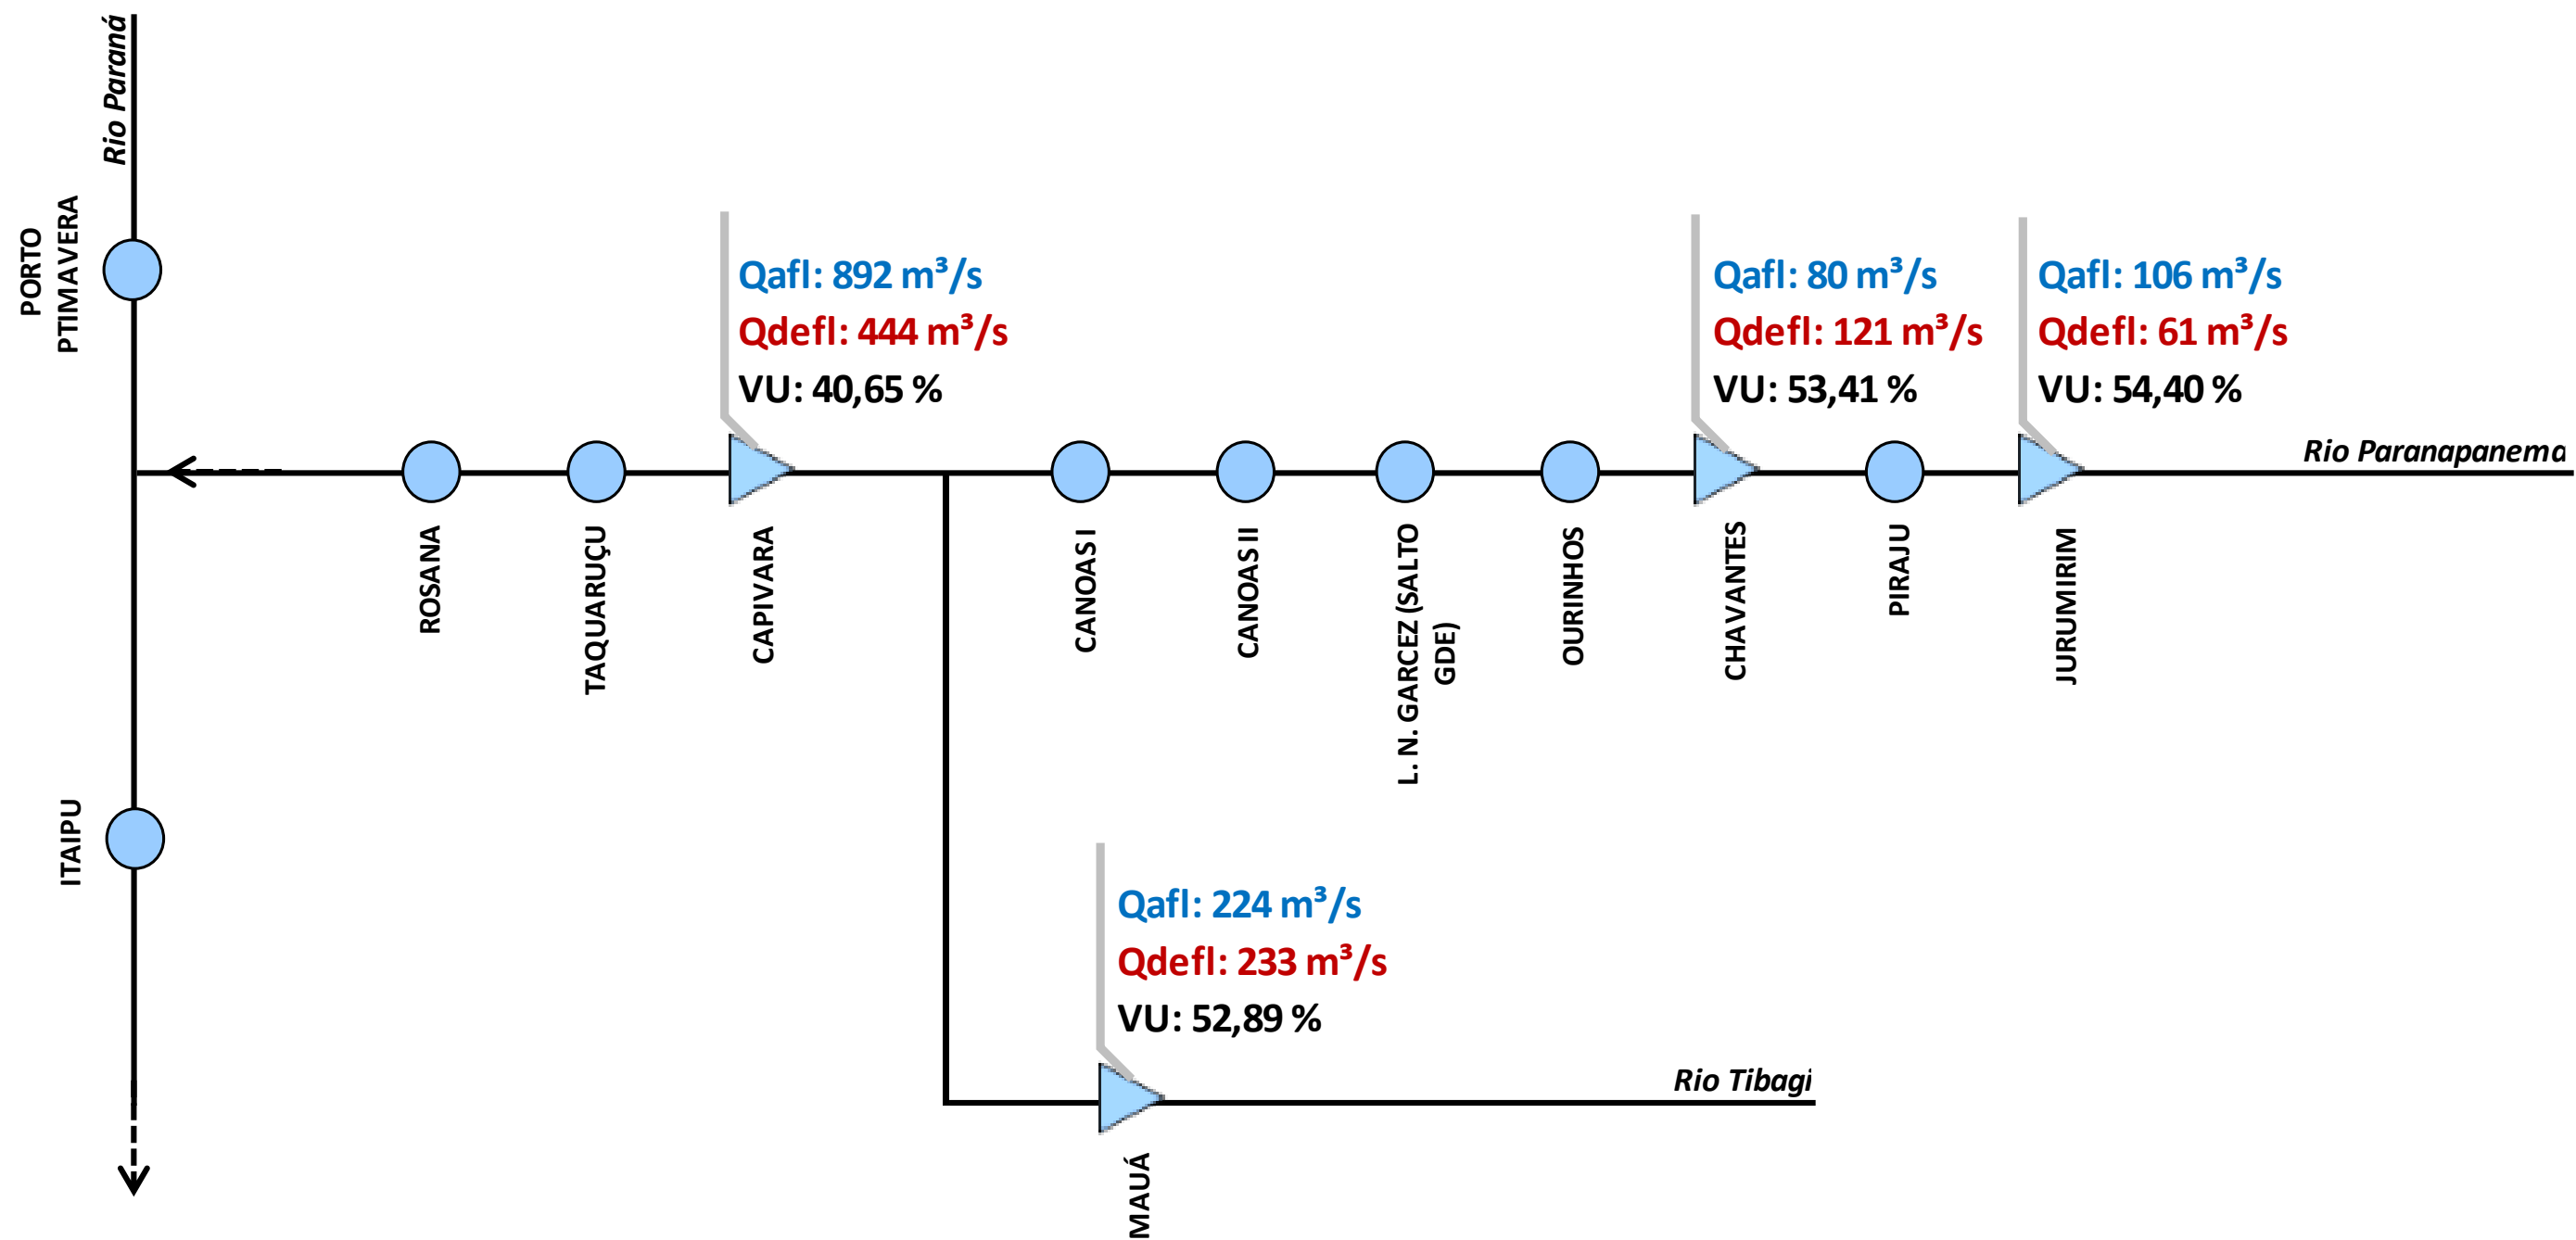 Rio Paraná
PORTO
PTIMAVERA
Qafl: 892 m³/s
Qdefl: 444 m³/s
VU: 40,65 %
Qafl: 80 m³/s
Qdefl: 121 m³/s
VU: 53,41 %
Qafl: 106 m³/s
Qdefl: 61 m³/s
VU: 54,40 %
Rio Paranapanema
ROSANA
TAQUARUÇU
CAPIVARA
CANOAS I
CANOAS II
L. N. GARCEZ (SALTO
GDE)
OURINHOS
CHAVANTES
PIRAJU
JURUMIRIM
ITAIPU
Qafl: 224 m³/s
Qdefl: 233 m³/s
VU: 52,89 %
Rio Tibagi
MAUÁ